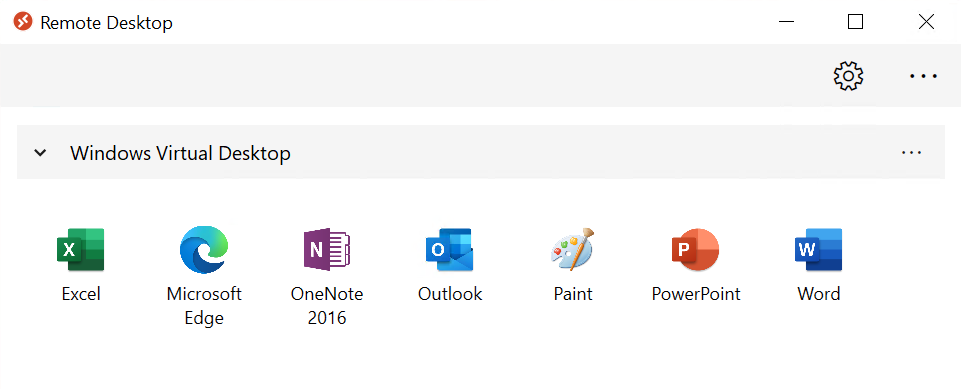 Remote Desktop
Windows Virtual Desktop
X
N
O
P
W
Excel
Microsoft
Edge
OneNote
2016
Outlook
Paint
PowerPoint
Word